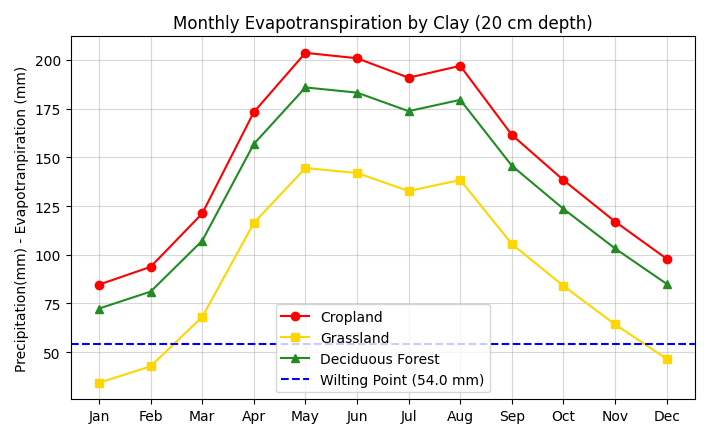 Monthly Evapotranspiration by Clay (20 cm depth)
Precipitation(mm) - Evapotranpiration (mm)
200
175
150
125
100
75
50
Cropland
Grassland
Deciduous Forest
Wilting Point (54.0 mm)
Jan Feb Mar Apr May Jun Jul Aug Sep Oct Nov Dec